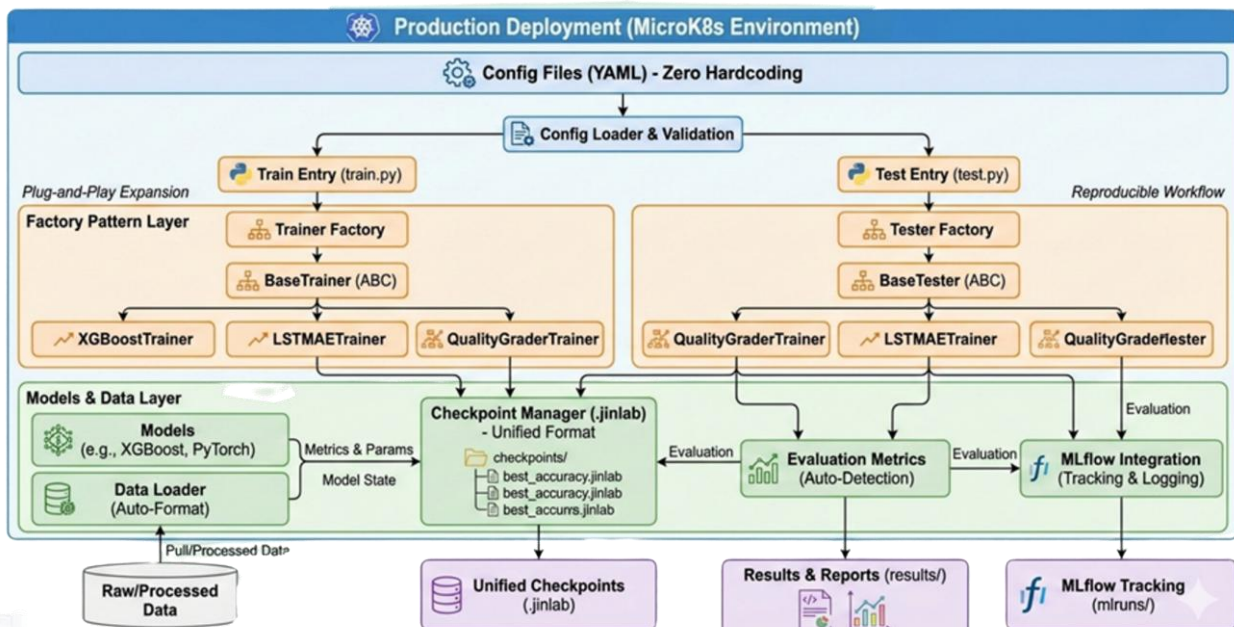 Production Deployment (MicroK8s Environment)
Config Files (YAML) - Zero Hardcoding
Config Loader & Validation
Train Entry (train.py)
Test Entry (test.py)
Plug-and-Play Expansion
Reproducible Workflow
Factory Pattern Layer
Trainer Factory
Tester Factory
BaseTrainer (ABC)
BaseTester (ABC)
XGBoostTrainer
LSTMAETrainer
QualityGraderTrainer
QualityGraderTrainer
LSTMAETrainer
Models & Data Layer
Models
(e.g., XGBoost, PyTorch)
Data Loader
(Auto-Format)
Metrics & Params
Model State
Checkpoint Manager (.jinlab)
- Unified Format
checkpoints/
best_accuracy.jinlab
best_accuracy.jinlab
best_accurrs.jinlab
Evaluation
Evaluation Metrics
(Auto-Detection)
Evaluation
Evaluation
MLflow Integration
(Tracking & Logging)
Pull/Processed Data
Raw/Processed
Data
Unified Checkpoints
(.jinlab)
Results & Reports (results/)
MLflow Tracking
(mlruns/)